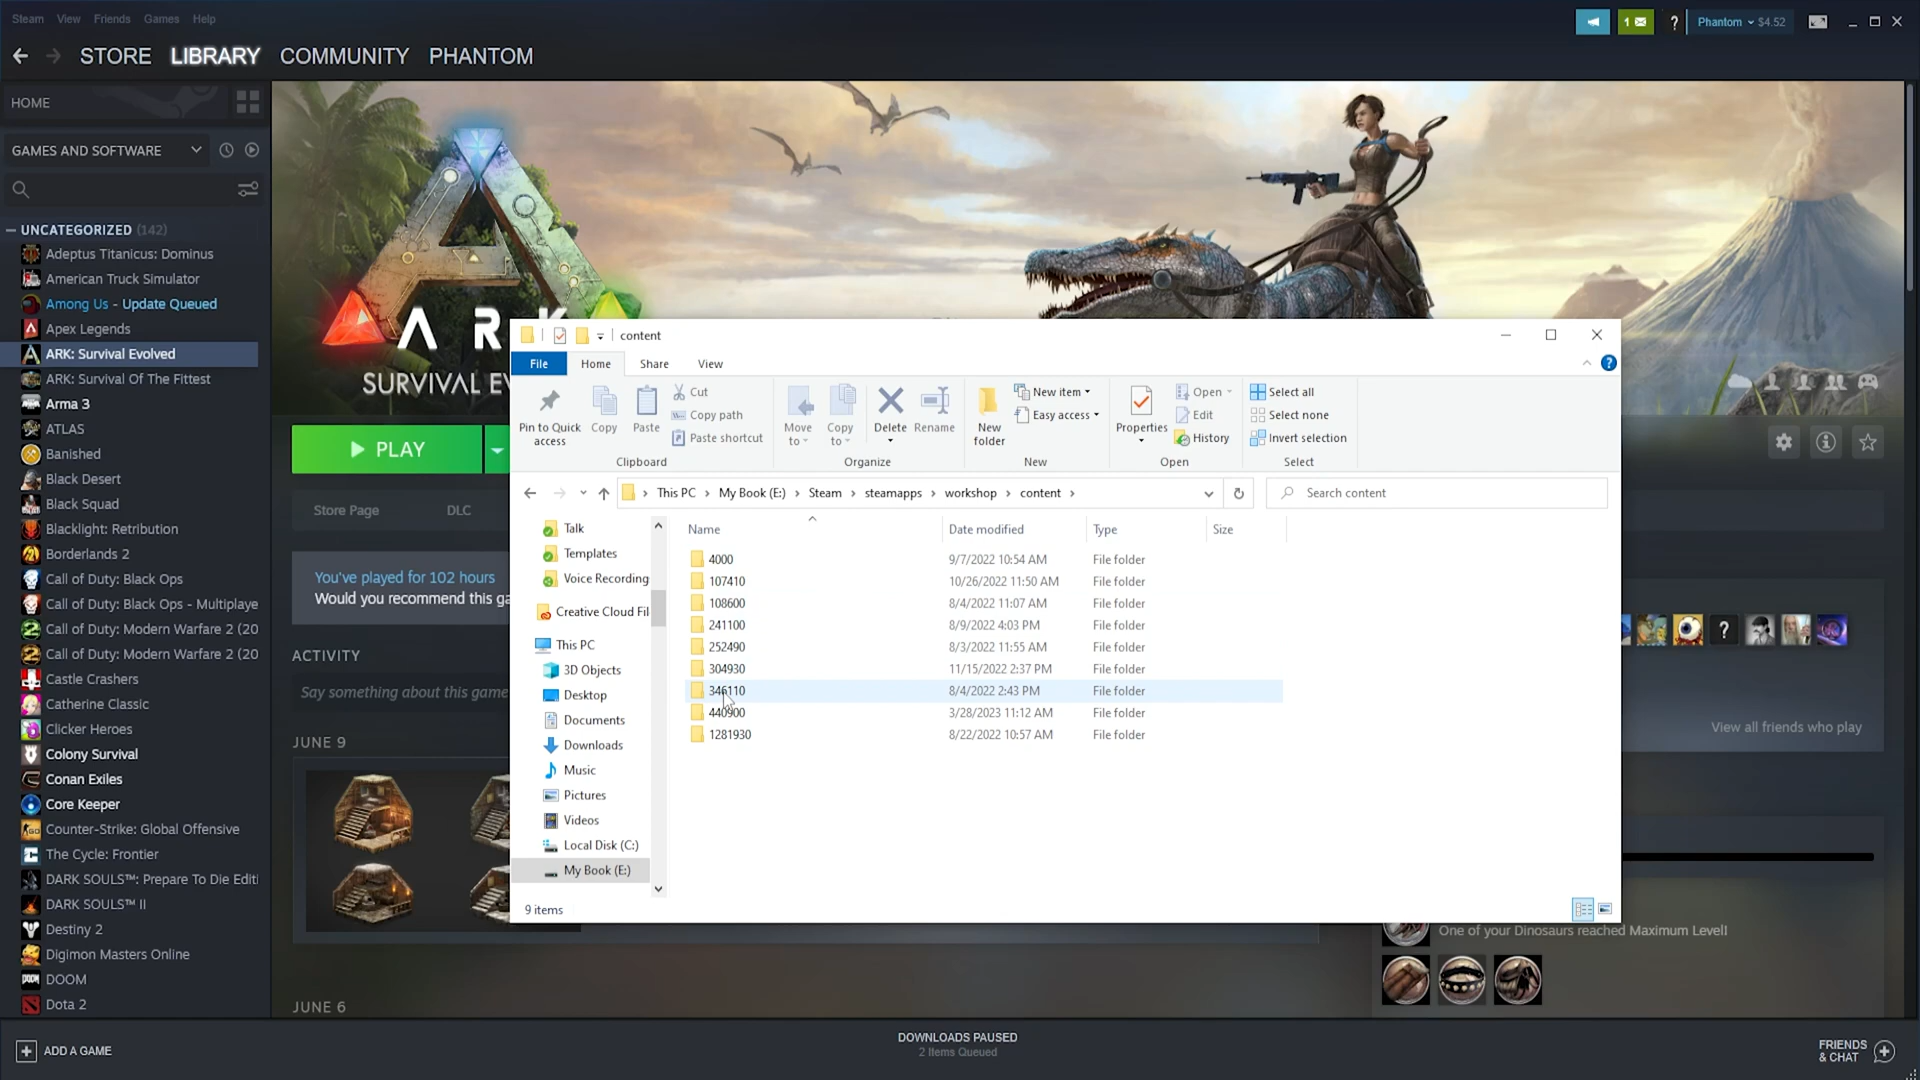 Steam View Friends Games Help
1 ? Phantom $4.52
STORE LIBRARY COMMUNITY PHANTOM
HOME
GAMES AND SOFTWARE
UNCATEGORIZED (142)
Adeptus Titanicus: Dominus
American Truck Simulator
Among Us - Update Queued
Apex Legends
ARK: Survival Evolved
ARK: Survival Of The Fittest
Arma 3
ATLAS
Banished
Black Desert
Black Squad
Blacklight: Retribution
Borderlands 2
Call of Duty: Black Ops
Call of Duty: Black Ops - Multiplaye
Call of Duty: Modern Warfare 2 (20
Call of Duty: Modern Warfare 2 (20
Castle Crashers
Catherine Classic
Clicker Heroes
Colony Survival
Conan Exiles
Core Keeper
Counter-Strike: Global Offensive
The Cycle: Frontier
DARK SOULS™: Prepare To Die Editi
DARK SOULS™ II
Destiny 2
Digimon Masters Online
DOOM
Dota 2
ADD A GAME
ARK
SURVIVAL EV
PLAY
Store Page DLC
You've played for 102 hours
Would you recommend this ga
ACTIVITY
Say something about this game
JUNE 9
JUNE 6
content
File Home Share View
Pin to Quick access
Copy
Paste
Cut
Copy path
Paste shortcut
Clipboard
Move to
Copy to
Delete
Rename
Organize
New folder
New item
Easy access
New
Properties
Open
Edit
History
Open
Select all
Select none
Invert selection
Select
This PC > My Book (E:) > Steam > steamapps > workshop > content >
Search content
Talk
Templates
Voice Recording
Creative Cloud Fil
This PC
3D Objects
Desktop
Documents
Downloads
Music
Pictures
Videos
Local Disk (C:)
My Book (E:)
Name Date modified Type Size
4000 9/7/2022 10:54 AM File folder
107410 10/26/2022 11:50 AM File folder
108600 8/4/2022 11:07 AM File folder
241100 8/9/2022 4:03 PM File folder
252490 8/3/2022 11:55 AM File folder
304930 11/15/2022 2:37 PM File folder
346110 8/4/2022 2:43 PM File folder
440900 3/28/2023 11:12 AM File folder
1281930 8/22/2022 10:57 AM File folder
9 items
?
View all friends who play
One of your Dinosaurs reached Maximum Level!
DOWNLOADS PAUSED
2 Items Queued
FRIENDS
& CHAT